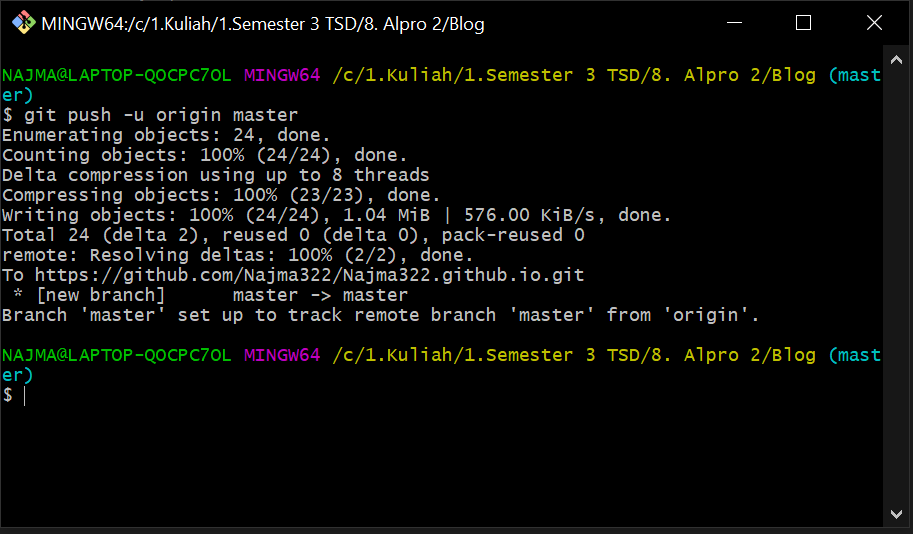 MINGW64:/c/1.Kuliah/1.Semester 3 TSD/8. Alpro 2/Blog
NAJMA@LAPTOP-QOCPC7OL MINGW64 /c/1.Kuliah/1.Semester 3 TSD/8. Alpro 2/Blog (mast
er)
$ git push -u origin master
Enumerating objects: 24, done.
Counting objects: 100% (24/24), done.
Delta compression using up to 8 threads
Compressing objects: 100% (23/23), done.
Writing objects: 100% (24/24), 1.04 MiB | 576.00 KiB/s, done.
Total 24 (delta 2), reused 0 (delta 0), pack-reused 0
remote: Resolving deltas: 100% (2/2), done.
To https://github.com/Najma322/Najma322.github.io.git
 * [new branch]      master -> master
Branch 'master' set up to track remote branch 'master' from 'origin'.
NAJMA@LAPTOP-QOCPC7OL MINGW64 /c/1.Kuliah/1.Semester 3 TSD/8. Alpro 2/Blog (mast
er)
$